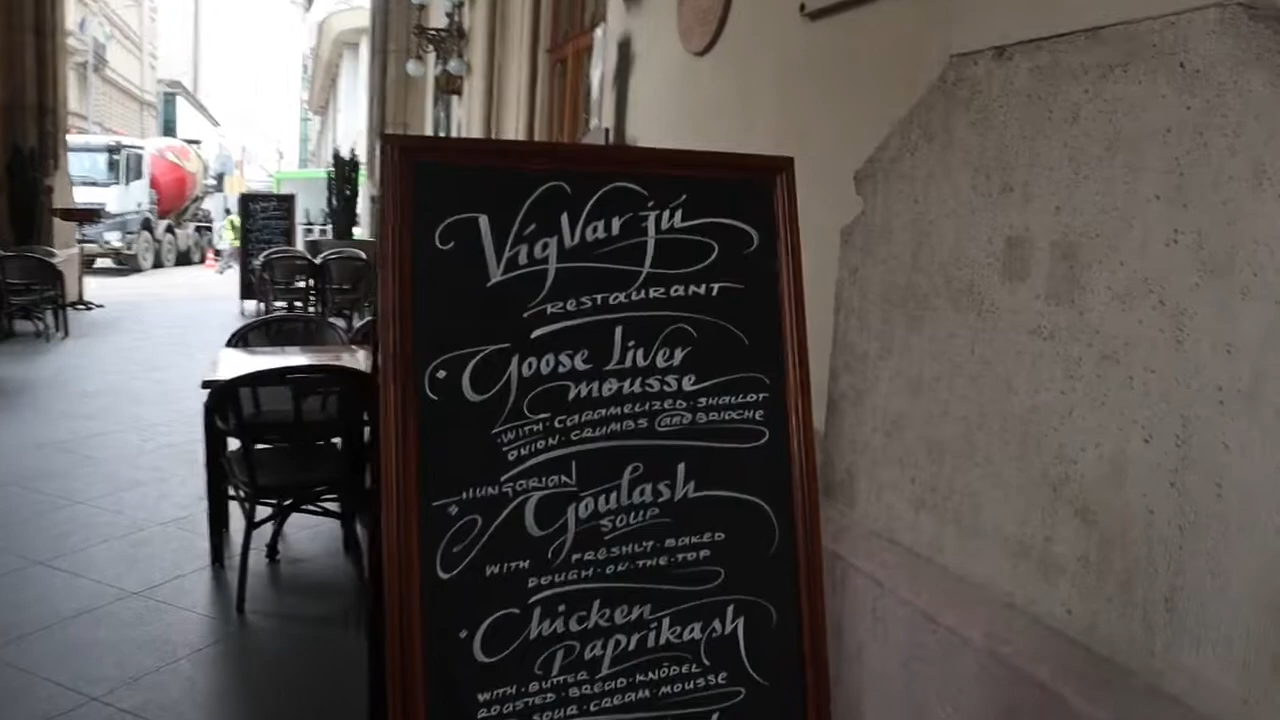 VígVarjú
RESTAURANT
Goose Liver
mousse
WITH CARAMELIZED SHALLOT
ONION CRUMBS and BRIOCHE
HUNGARIAN
Goulash
SOUP
WITH FRESHLY BAKED
DOUGH ON THE TOP
Chicken
Paprikash
WITH BUTTER
ROASTED BREAD KNÖDEL
SOUR CREAM MOUSSE